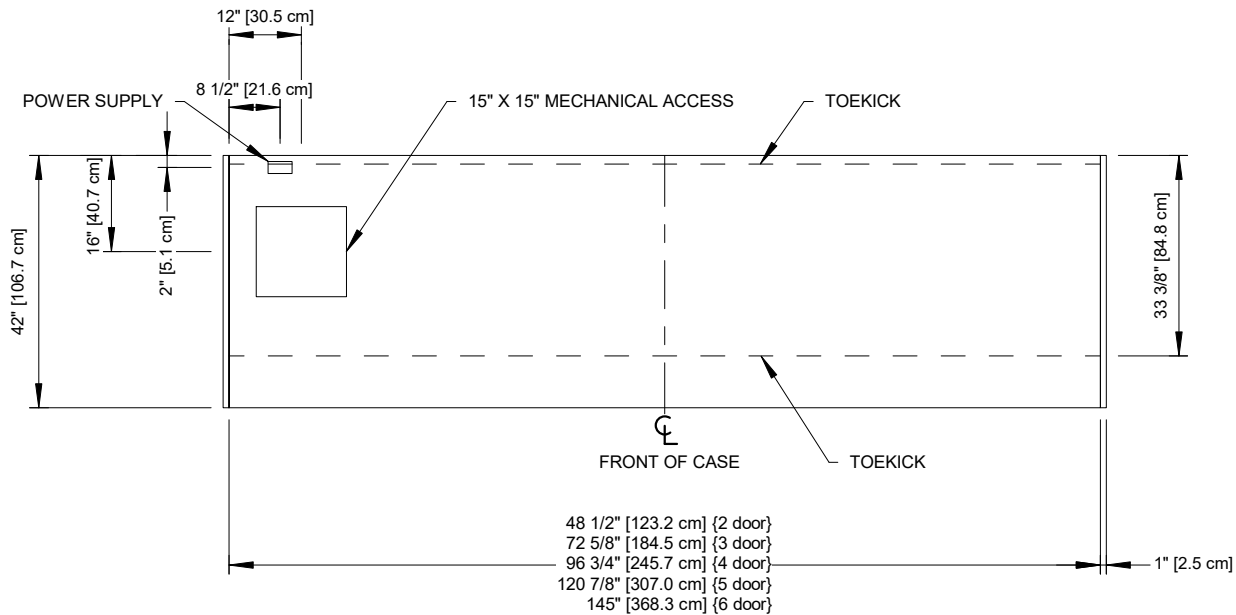 12" [30.5 cm]
8 1/2" [21.6 cm]
POWER SUPPLY
15" X 15" MECHANICAL ACCESS
TOEKICK
42" [106.7 cm]
16" [40.7 cm]
2" [5.1 cm]
33 3/8" [84.8 cm]
℄
FRONT OF CASE
TOEKICK
48 1/2" [123.2 cm] {2 door}
72 5/8" [184.5 cm] {3 door}
96 3/4" [245.7 cm] {4 door}
120 7/8" [307.0 cm] {5 door}
145" [368.3 cm] {6 door}
1" [2.5 cm]